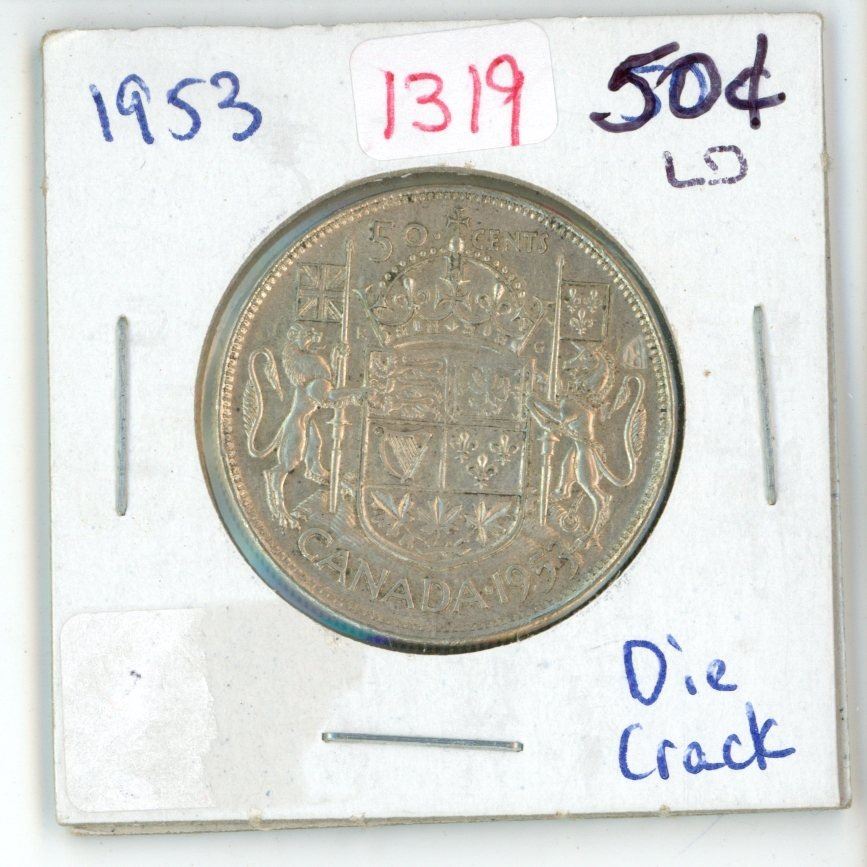 1953
1319
50¢
LD
50 CENTS
K G
CANADA·1953
Die
Crack